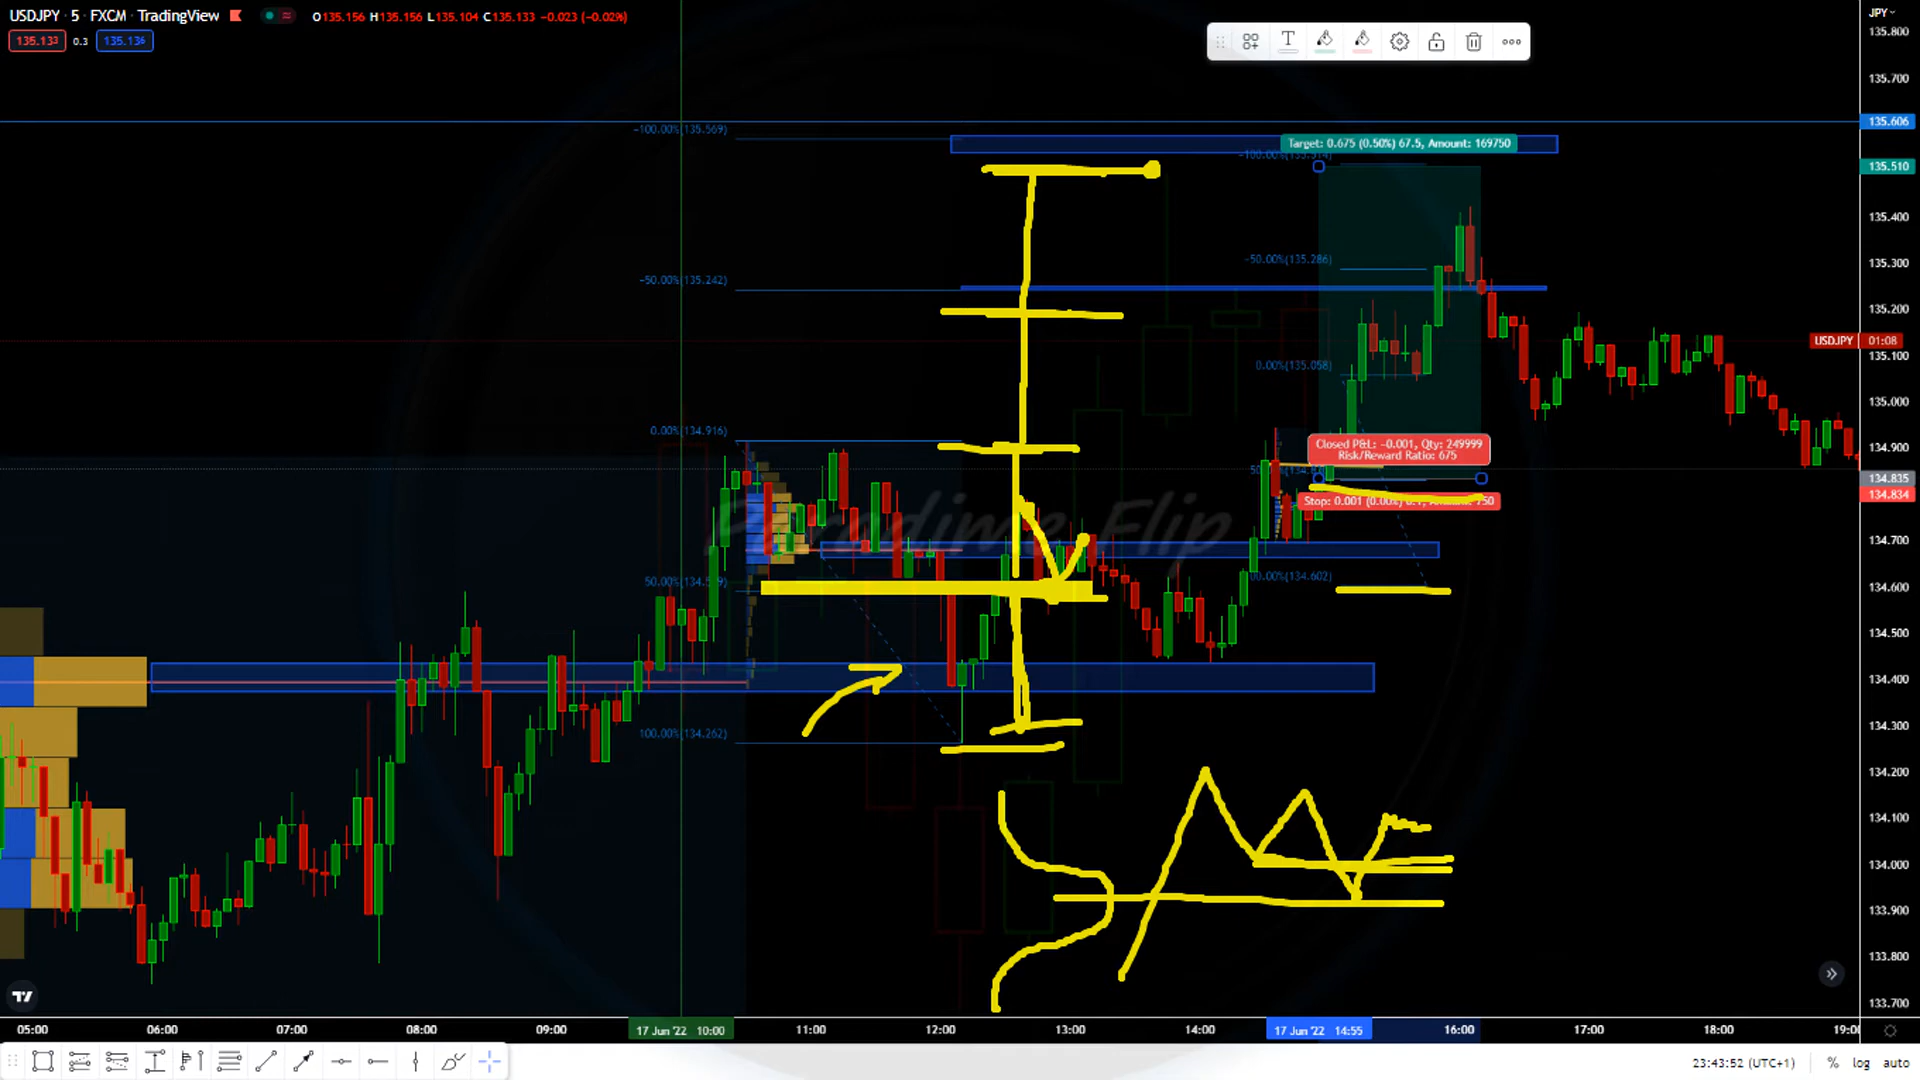 USDJPY · 5 · FXCM · TradingView
O135.156 H135.156 L135.104 C135.133 -0.023 (-0.02%)
135.133 0.3 135.136
JPY
135.800
135.700
135.606
135.510
135.400
135.300
135.200
USDJPY 01:08
135.100
135.000
134.900
134.835
134.834
134.700
134.600
134.500
134.400
134.300
134.200
134.100
134.000
133.900
133.800
133.700
-100.00%(135.569)
Target: 0.675 (0.50%) 67.5, Amount: 169750
-50.00%(135.242)
-50.00%(135.286)
0.00%(135.058)
0.00%(134.916)
Closed P&L: -0.001, Qty: 249999
Risk/Reward Ratio: 675
Stop: 0.001 (0.00%)
Paradime Flip
00.00%(134.602)
100.00%(134.262)
05:00 06:00 07:00 08:00 09:00 17 Jun '22 10:00 11:00 12:00 13:00 14:00 17 Jun '22 14:55 16:00 17:00 18:00
23:43:52 (UTC+1) % log auto